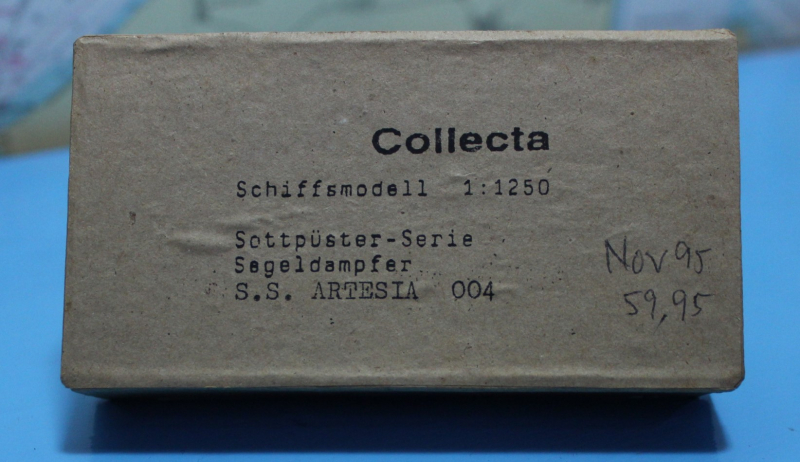 Collecta
Schiffsmodell 1:1250
Sottpüster-Serie
Segeldampfer
S.S. ARTESIA 004
Nov 95
59,95